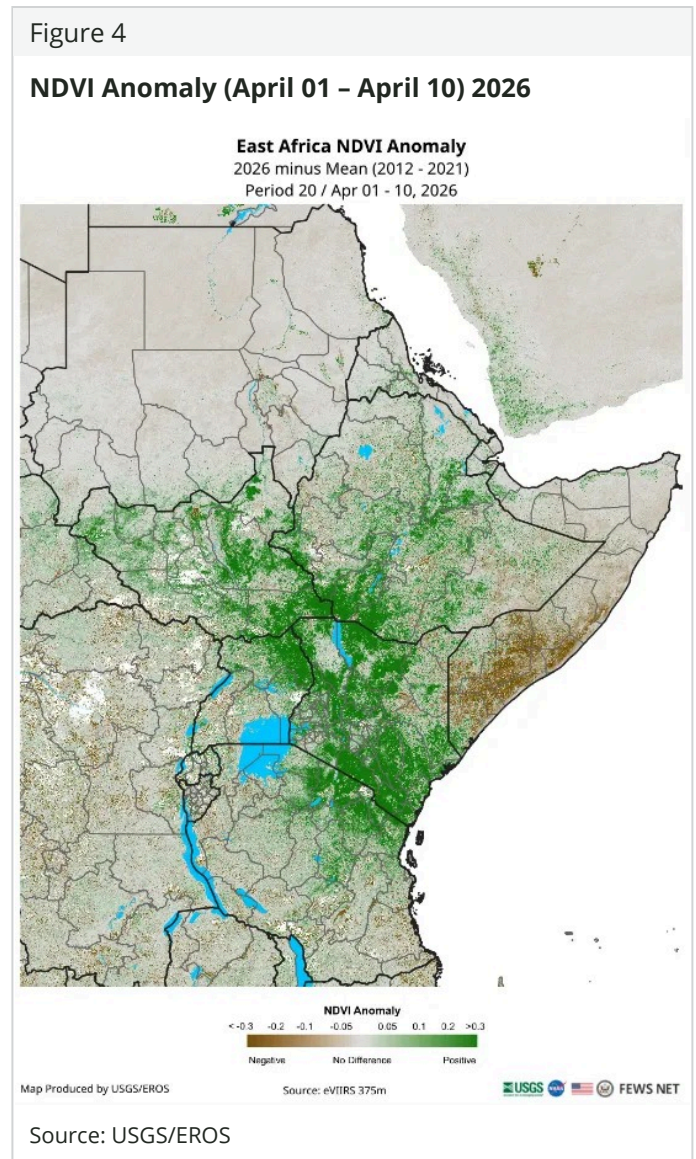 Figure 4
NDVI Anomaly (April 01 – April 10) 2026
East Africa NDVI Anomaly
2026 minus Mean (2012 - 2021)
Period 20 / Apr 01 - 10, 2026
NDVI Anomaly
< -0.3 -0.2 -0.1 -0.05 0.05 0.1 0.2 >0.3
Negative No Difference Positive
Map Produced by USGS/EROS Source: eVIIRS 375m USGS NASA FEWS NET
Source: USGS/EROS